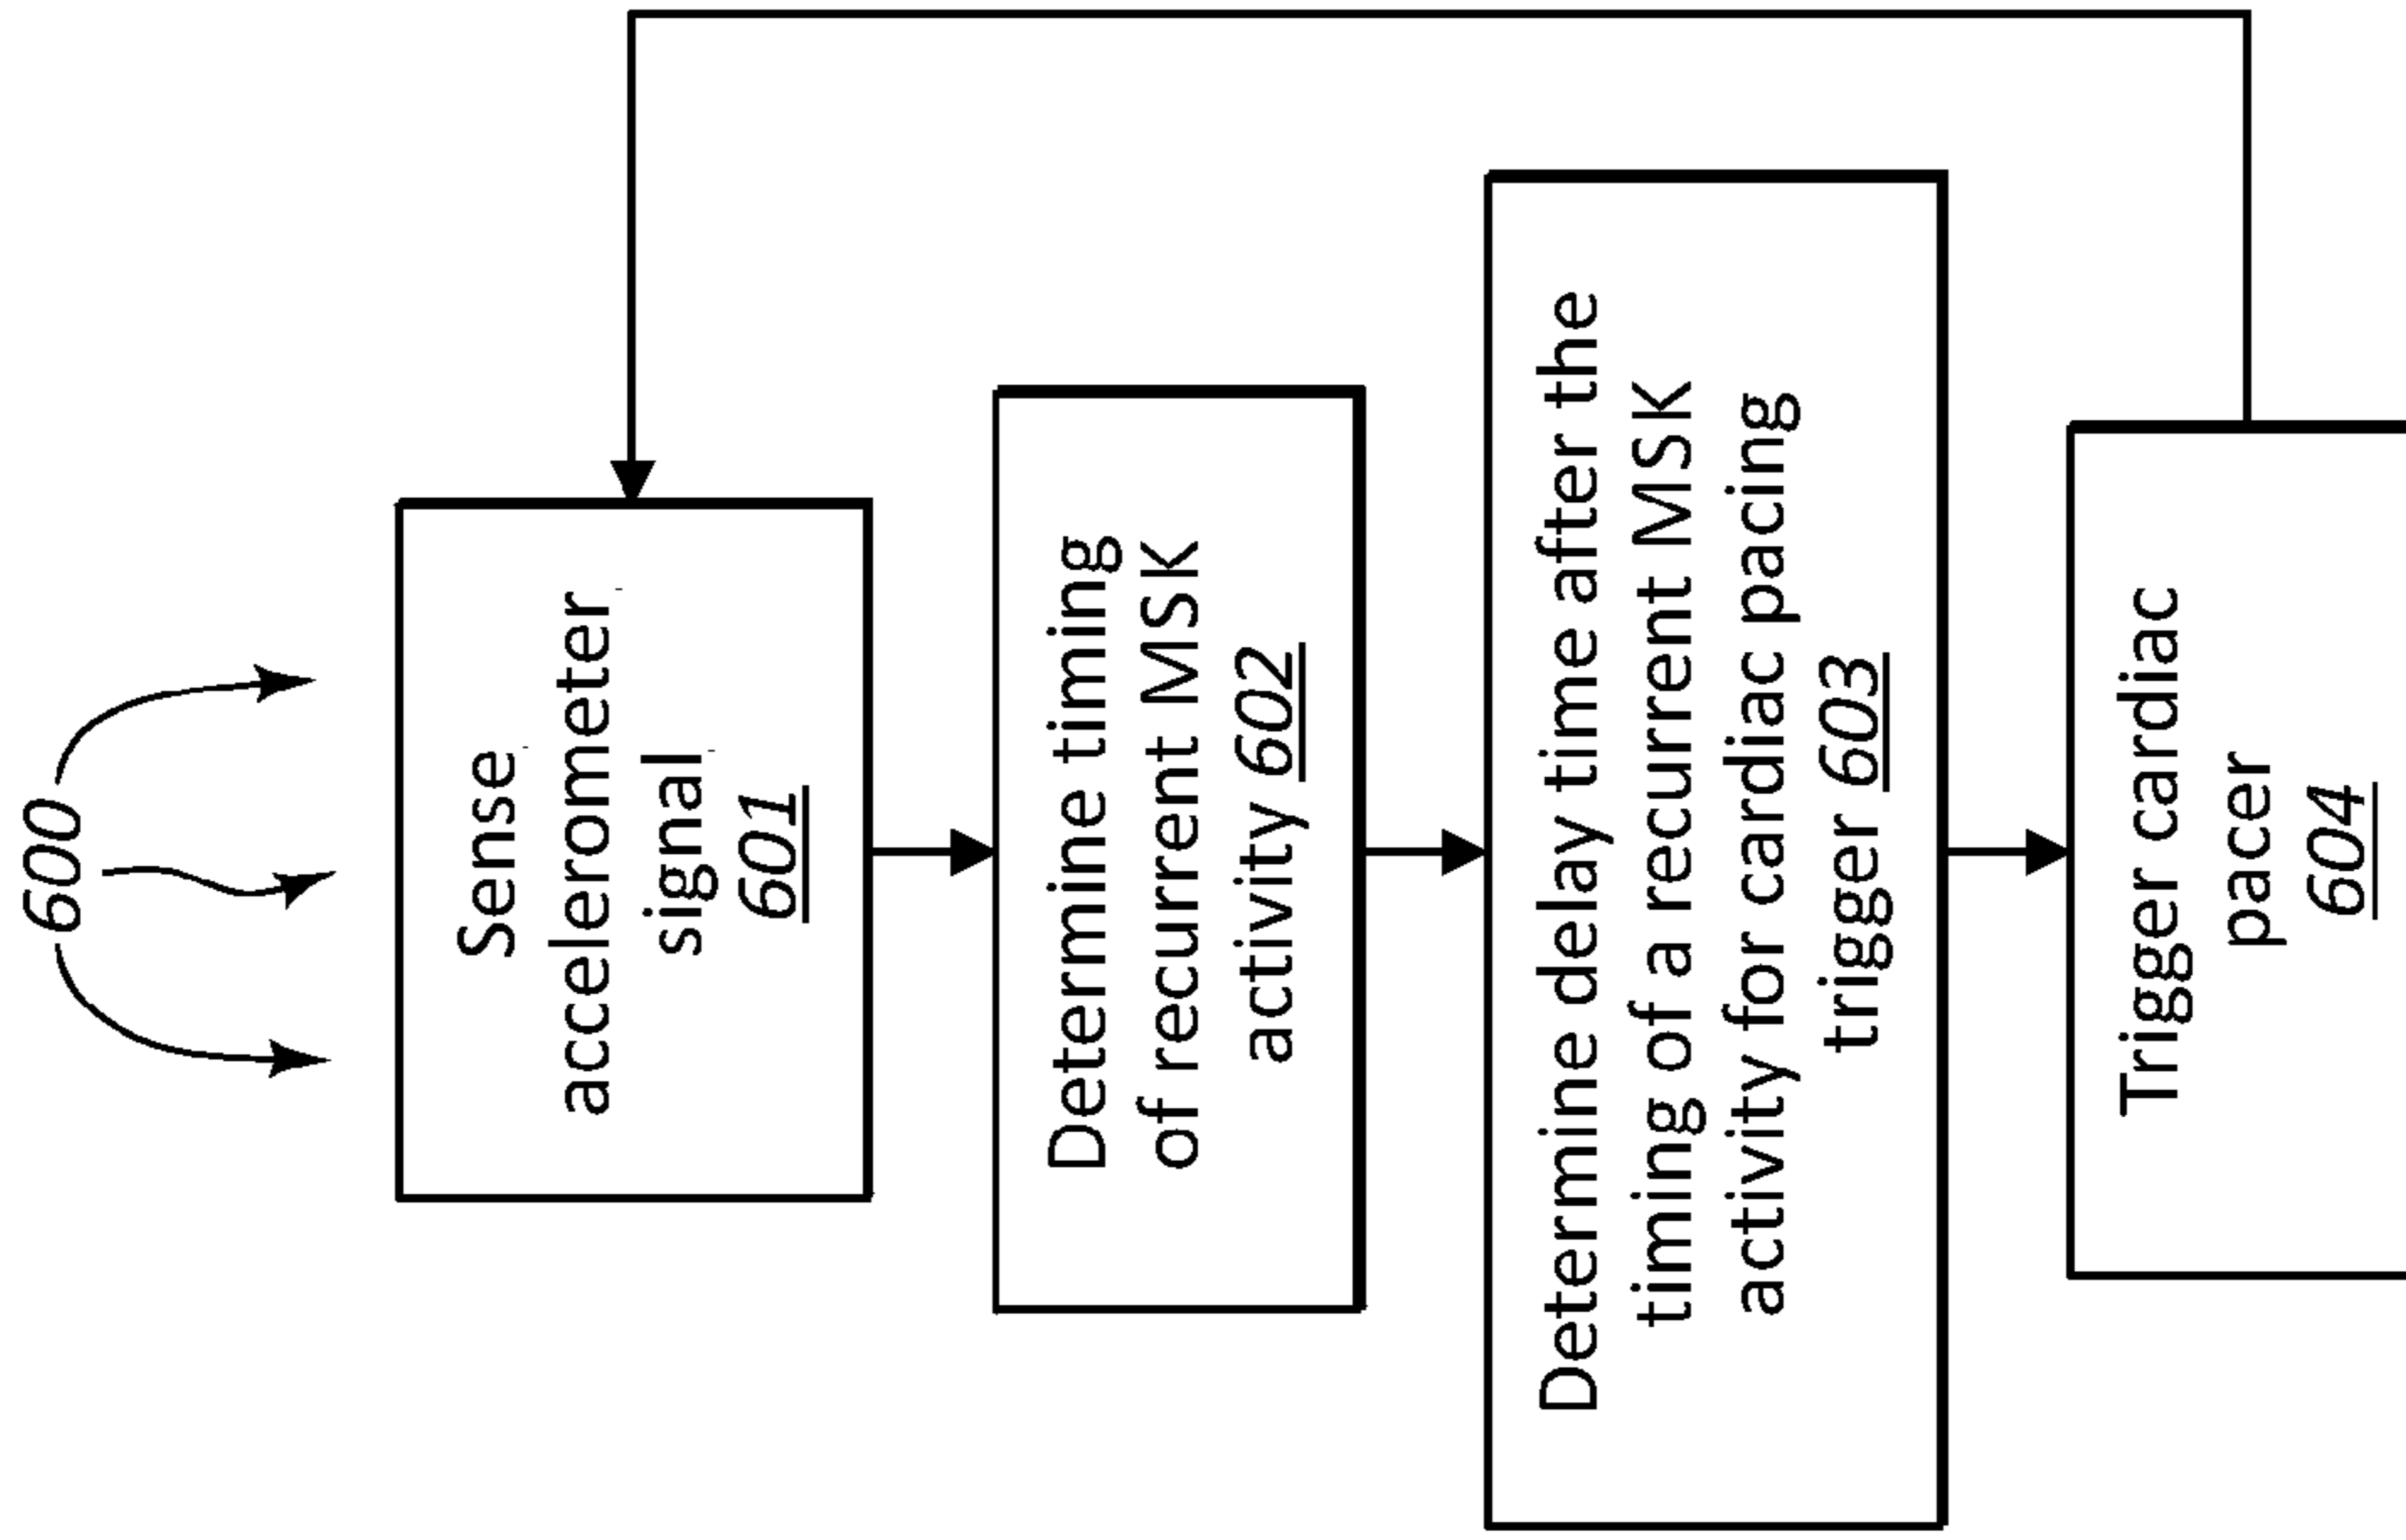 600
Sense
accelerometer
signal
601
Determine timing
of recurrent MSK
activity 602
Determine delay time after the
timing of a recurrent MSK
activity for cardiac pacing
trigger 603
Trigger cardiac
pacer
604